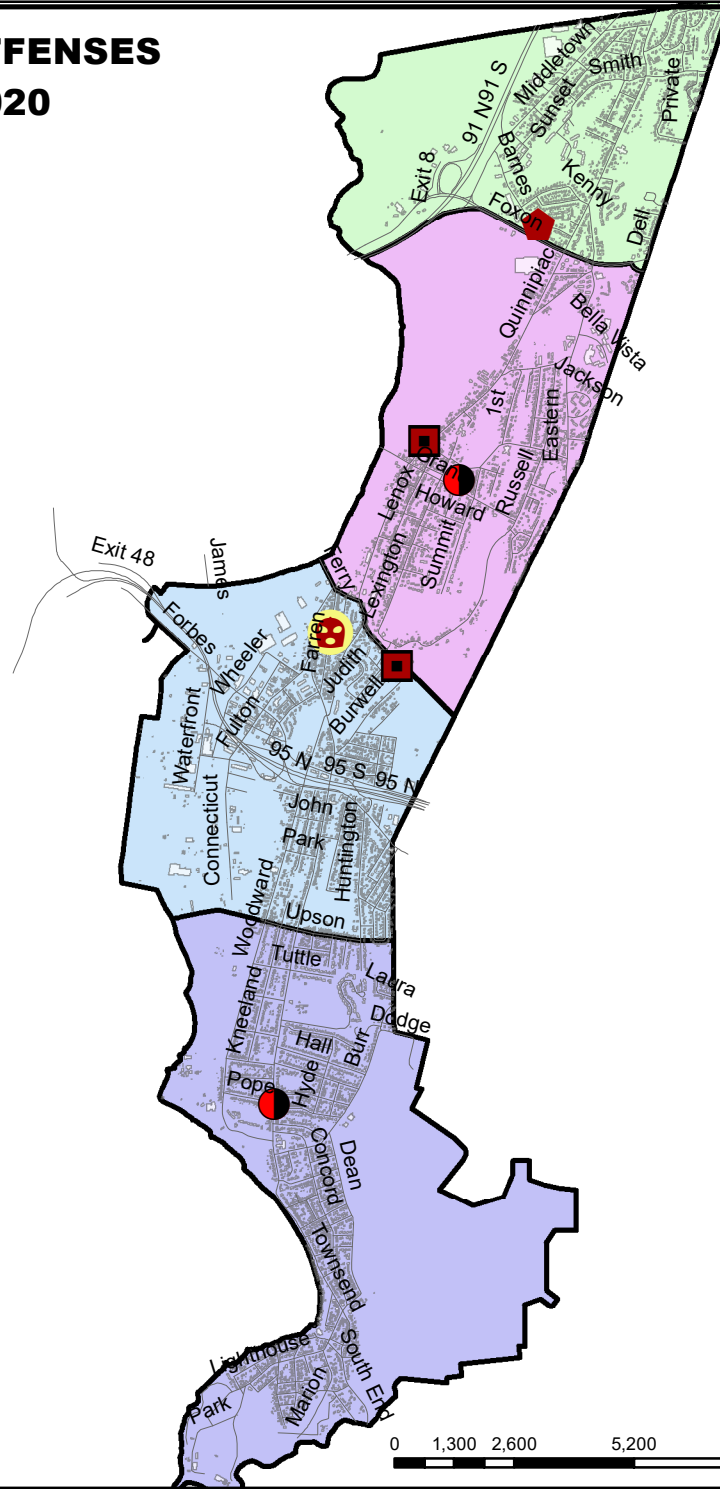 FFENSES
020
Middletown
Smith
91 N
91 S
Sunset
Private
Exit 8
Barnes
Kenny
Foxon
Dell
Quinnipiac
Bella Vista
Jackson
1st
Eastern
Lenox
Russell
Howard
Summit
Exit 48
James
Ferry
Lexington
Forbes
Farren
Wheeler
Judith
Burwell
Fulton
Waterfront
95 N
95 S
95 N
Connecticut
John
Park
Huntington
Woodward
Upson
Tuttle
Laura
Kneeland
Dodge
Hall
Burr
Pope
Hyde
Concord
Dean
Townsend
Lighthouse
South End
Marion
Park
0 1,300 2,600 5,200